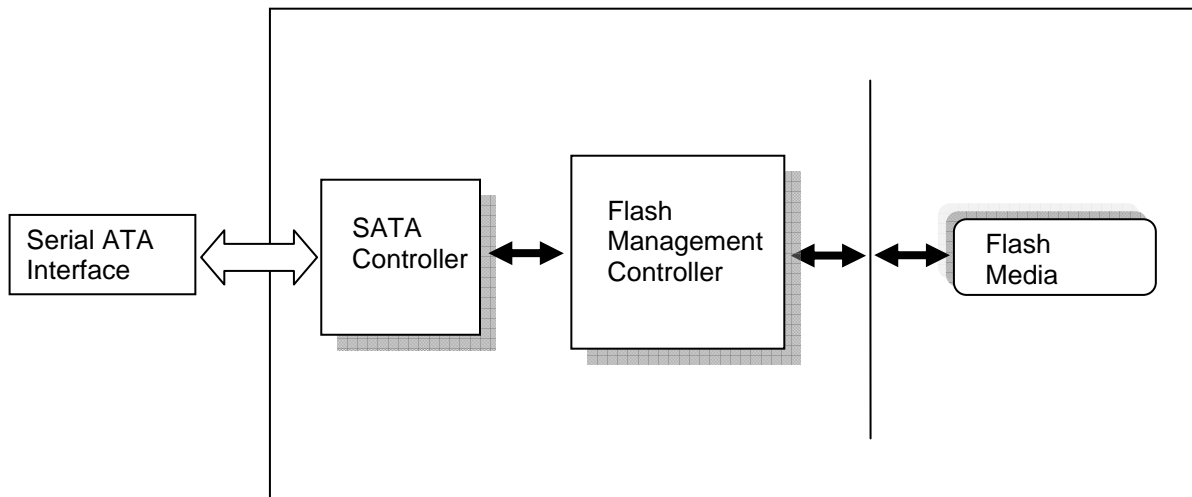 Serial ATA
Interface
SATA
Controller
Flash
Management
Controller
Flash
Media